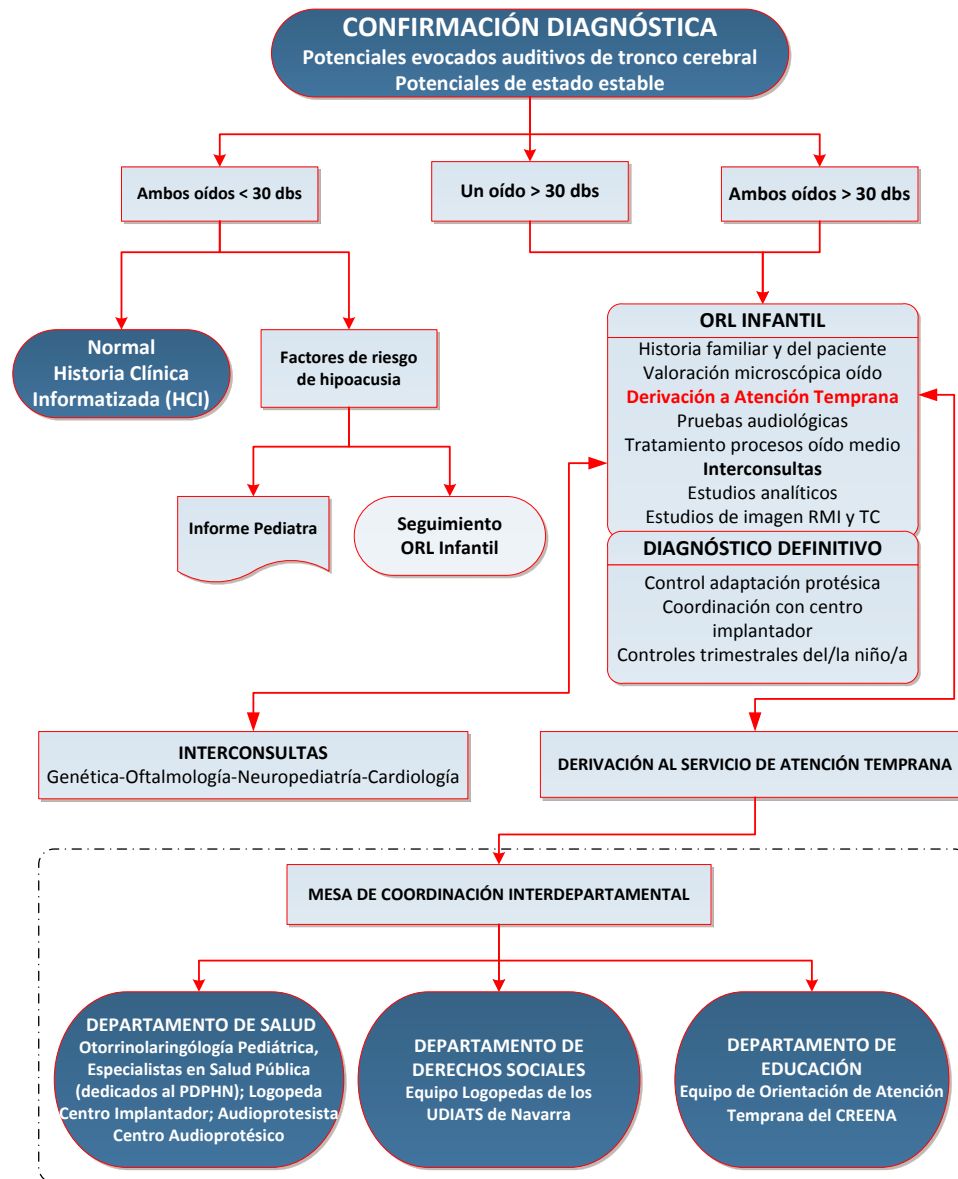 CONFIRMACIÓN DIAGNÓSTICA
Potenciales evocados auditivos de tronco cerebral
Potenciales de estado estable
Ambos oídos < 30 dbs
Un oído > 30 dbs
Ambos oídos > 30 dbs
Normal
Historia Clínica
Informatizada (HCI)
Factores de riesgo
de hipoacusia
Informe Pediatra
Seguimiento
ORL Infantil
ORL INFANTIL
Historia familiar y del paciente
Valoración microscópica oído
Derivación a Atención Temprana
Pruebas audiológicas
Tratamiento procesos oído medio
Interconsultas
Estudios analíticos
Estudios de imagen RMI y TC
DIAGNÓSTICO DEFINITIVO
Control adaptación protésica
Coordinación con centro
implantador
Controles trimestrales del/la niño/a
INTERCONSULTAS
Genética-Oftalmología-Neuropediatría-Cardiología
DERIVACIÓN AL SERVICIO DE ATENCIÓN TEMPRANA
MESA DE COORDINACIÓN INTERDEPARTAMENTAL
DEPARTAMENTO DE SALUD
Otorrinolaringólogía Pediátrica,
Especialistas en Salud Pública
(dedicados al PDPHN); Logopeda
Centro Implantador; Audioprotesista
Centro Audioprotésico
DEPARTAMENTO DE
DERECHOS SOCIALES
Equipo Logopedas de los
UDIATS de Navarra
DEPARTAMENTO DE
EDUCACIÓN
Equipo de Orientación de Atención
Temprana del CREENA